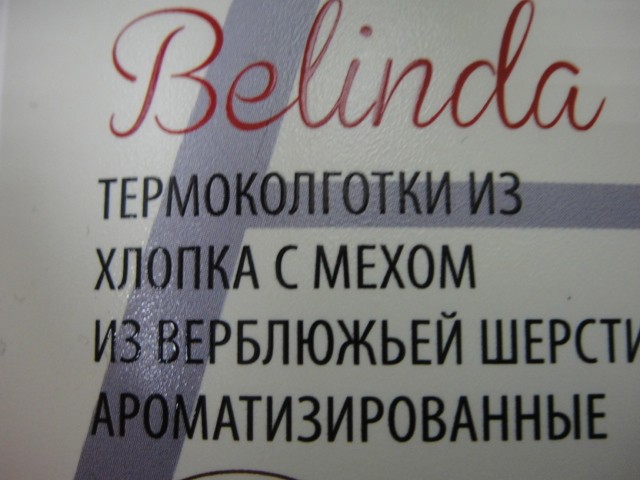 Belinda
ТЕРМОКОЛГОТКИ ИЗ
ХЛОПКА С МЕХОМ
ИЗ ВЕРБЛЮЖЬЕЙ ШЕРСТИ
АРОМАТИЗИРОВАННЫЕ